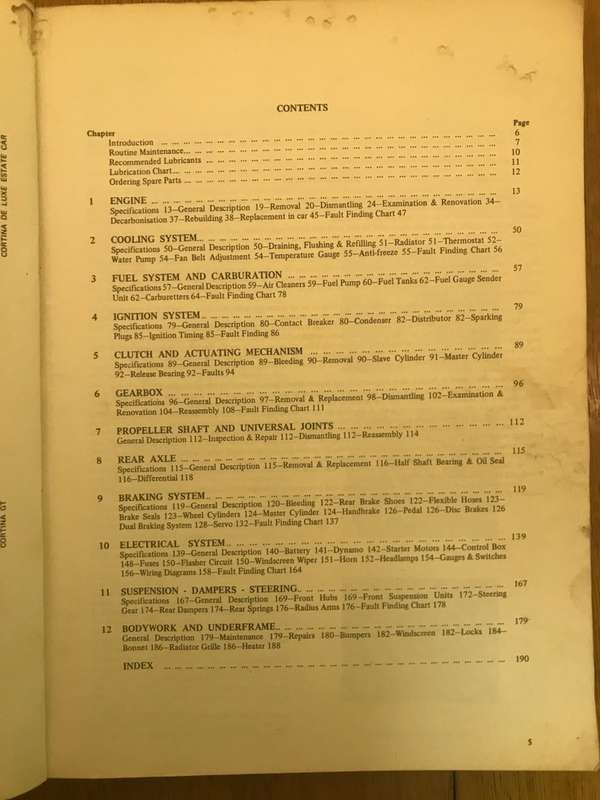 CORTINA DE LUXE ESTATE CAR
CORTINA GT
CONTENTS
Page
Chapter
Introduction ... 6
Routine Maintenance... 7
Recommended Lubricants ... 10
Lubrication Chart... 11
Ordering Spare Parts ... 12
1 ENGINE ... 13
Specifications 13—General Description 19—Removal 20—Dismantling 24—Examination & Renovation 34—
Decarbonisation 37—Rebuilding 38—Replacement in car 45—Fault Finding Chart 47
2 COOLING SYSTEM... 50
Specifications 50—General Description 50—Draining, Flushing & Refilling 51—Radiator 51—Thermostat 52—
Water Pump 54—Fan Belt Adjustment 54—Temperature Gauge 55—Anti-freeze 55—Fault Finding Chart 56
3 FUEL SYSTEM AND CARBURATION ... 57
Specifications 57—General Description 59—Air Cleaners 59—Fuel Pump 60—Fuel Tanks 62—Fuel Gauge Sender
Unit 62—Carburetters 64—Fault Finding Chart 78
4 IGNITION SYSTEM... 79
Specifications 79—General Description 80—Contact Breaker 80—Condenser 82—Distributor 82—Sparking
Plugs 85—Ignition Timing 85—Fault Finding 86
5 CLUTCH AND ACTUATING MECHANISM ... 89
Specifications 89—General Description 89—Bleeding 90—Removal 90—Slave Cylinder 91—Master Cylinder
92—Release Bearing 92—Faults 94
6 GEARBOX ... 96
Specifications 96—General Description 97—Removal & Replacement 98—Dismantling 102—Examination &
Renovation 104—Reassembly 108—Fault Finding Chart 111
7 PROPELLER SHAFT AND UNIVERSAL JOINTS ... 112
General Description 112—Inspection & Repair 112—Dismantling 112—Reassembly 114
8 REAR AXLE ... 115
Specifications 115—General Description 115—Removal & Replacement 116—Half Shaft Bearing & Oil Seal
116—Differential 118
9 BRAKING SYSTEM... 119
Specifications 119—General Description 120—Bleeding 122—Rear Brake Shoes 122—Flexible Hoses 123—
Brake Seals 123—Wheel Cylinders 124—Master Cylinder 124—Handbrake 126—Pedal 126—Disc Brakes 126
Dual Braking System 128—Servo 132—Fault Finding Chart 137
10 ELECTRICAL SYSTEM... 139
Specifications 139—General Description 140—Battery 141—Dynamo 142—Starter Motors 144—Control Box
148—Fuses 150—Flasher Circuit 150—Windscreen Wiper 151—Horn 152—Headlamps 154—Gauges & Switches
156—Wiring Diagrams 158—Fault Finding Chart 164
11 SUSPENSION - DAMPERS - STEERING... 167
Specifications 167—General Description 169—Front Hubs 169—Front Suspension Units 172—Steering
Gear 174—Rear Dampers 174—Rear Springs 176—Radius Arms 176—Fault Finding Chart 178
12 BODYWORK AND UNDERFRAME... 179
General Description 179—Maintenance 179—Repairs 180—Bumpers 182—Windscreen 182—Locks 184—
Bonnet 186—Radiator Grille 186—Heater 188
INDEX ... 190
5